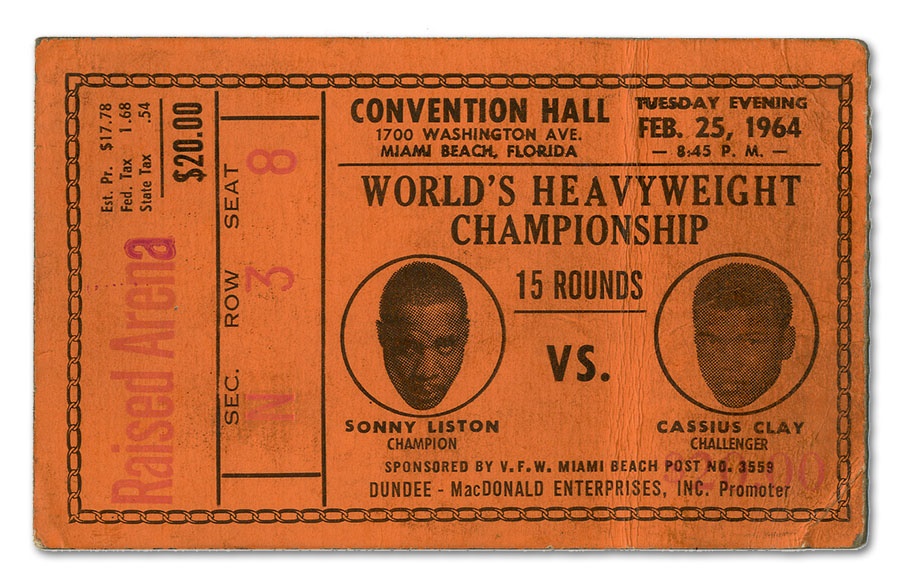 Est. Pr. $17.78
Fed. Tax 1.68
State Tax .54
$20.00
Raised Arena
SEC. ROW SEAT
N 3 8
CONVENTION HALL
1700 WASHINGTON AVE.
MIAMI BEACH, FLORIDA
TUESDAY EVENING
FEB. 25, 1964
— 8:45 P. M. —
WORLD'S HEAVYWEIGHT
CHAMPIONSHIP
15 ROUNDS
VS.
SONNY LISTON
CHAMPION
CASSIUS CLAY
CHALLENGER
SPONSORED BY V.F.W. MIAMI BEACH POST NO. 3559
DUNDEE - MacDONALD ENTERPRISES, INC. Promoter
$20.00